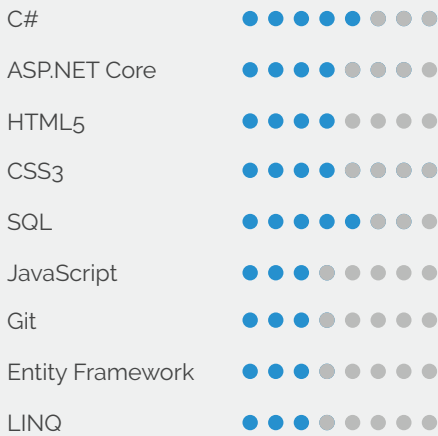 C#
ASP.NET Core
HTML5
CSS3
SQL
JavaScript
Git
Entity Framework
LINQ